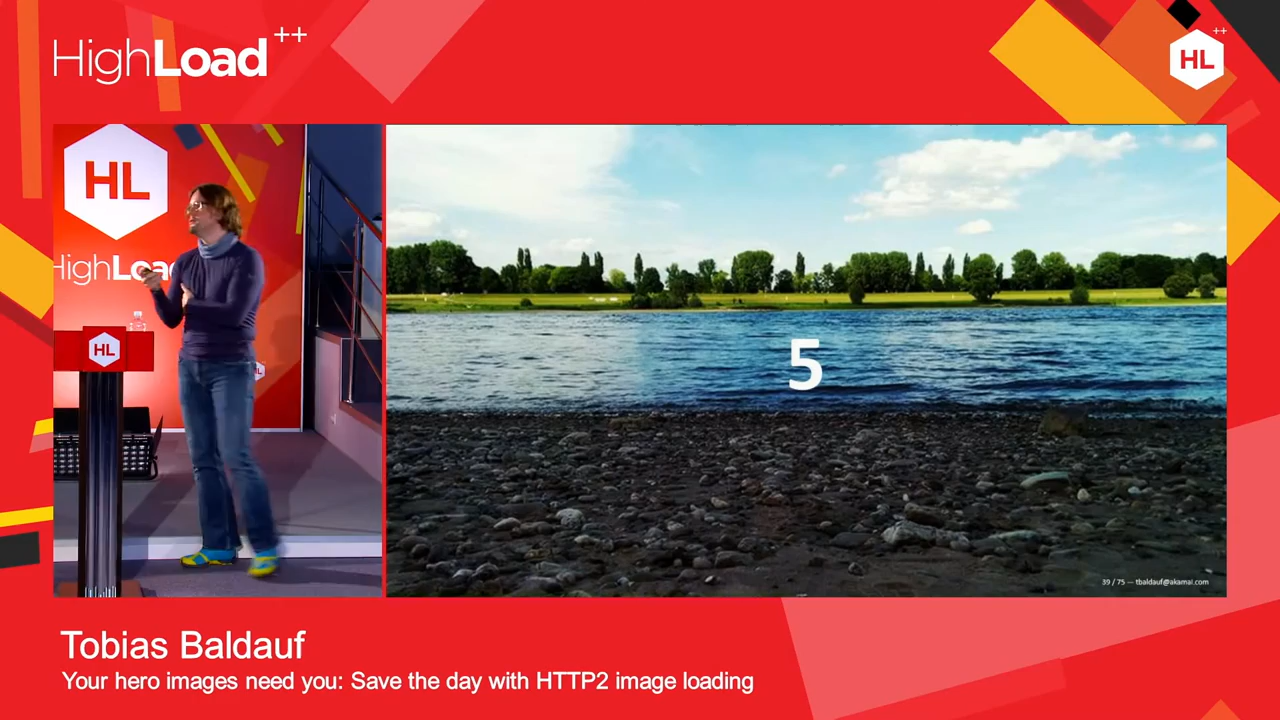 HighLoad++
HL++
HL
HighLoa
HL
HL
5
39 / 75 — tbaldauf@akamai.com
Tobias Baldauf
Your hero images need you: Save the day with HTTP2 image loading